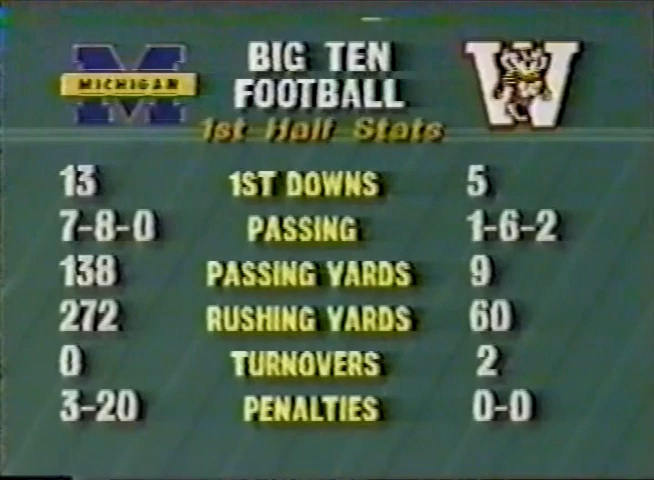 MICHIGAN
BIG TEN
FOOTBALL
W
1st Half Stats
13 1ST DOWNS 5
7-8-0 PASSING 1-6-2
138 PASSING YARDS 9
272 RUSHING YARDS 60
0 TURNOVERS 2
3-20 PENALTIES 0-0